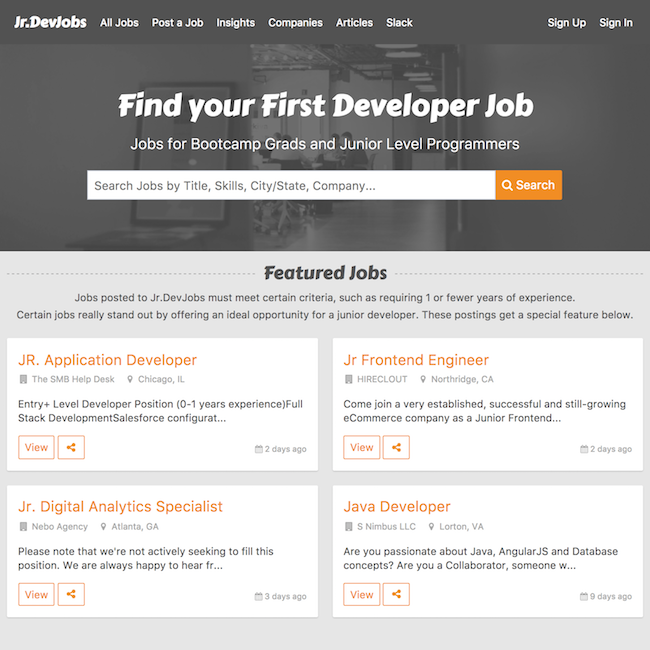 Jr.DevJobs All Jobs Post a Job Insights Companies Articles Slack Sign Up Sign In
Find your First Developer Job
Jobs for Bootcamp Grads and Junior Level Programmers
Search Jobs by Title, Skills, City/State, Company... Search
Featured Jobs
Jobs posted to Jr.DevJobs must meet certain criteria, such as requiring 1 or fewer years of experience.
Certain jobs really stand out by offering an ideal opportunity for a junior developer. These postings get a special feature below.
JR. Application Developer
The SMB Help Desk Chicago, IL
Entry+ Level Developer Position (0-1 years experience)Full
Stack DevelopmentSalesforce configurat...
View 2 days ago
Jr Frontend Engineer
HIRECLOUT Northridge, CA
Come join a very established, successful and still-growing
eCommerce company as a Junior Frontend...
View 2 days ago
Jr. Digital Analytics Specialist
Nebo Agency Atlanta, GA
Please note that we're not actively seeking to fill this
position. We are always happy to hear fr...
View 3 days ago
Java Developer
S Nimbus LLC Lorton, VA
Are you passionate about Java, AngularJS and Database
concepts? Are you a Collaborator, someone w...
View 9 days ago